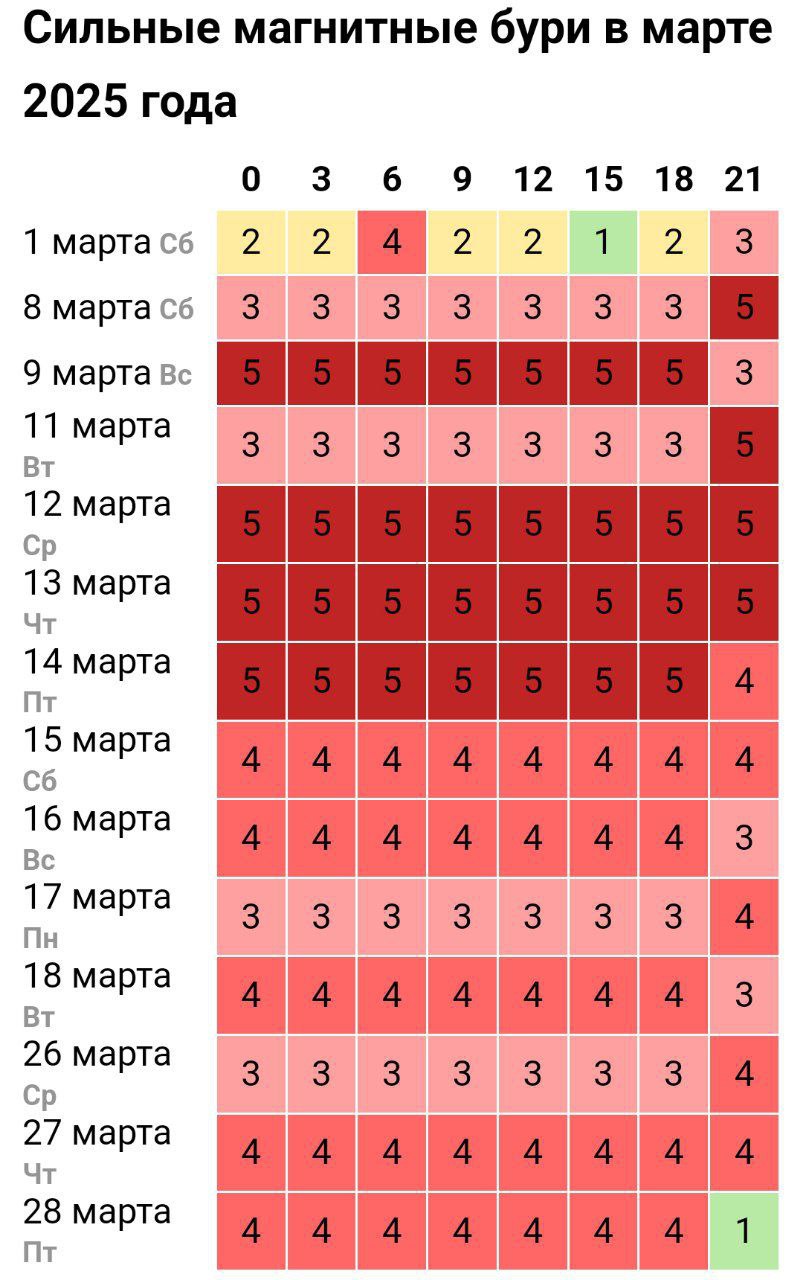 Сильные магнитные бури в марте
2025 года
0 3 6 9 12 15 18 21
1 марта Сб 2 2 4 2 2 1 2 3
8 марта Сб 3 3 3 3 3 3 3 5
9 марта Вс 5 5 5 5 5 5 5 3
11 марта
Вт 3 3 3 3 3 3 3 5
12 марта
Ср 5 5 5 5 5 5 5 5
13 марта
Чт 5 5 5 5 5 5 5 5
14 марта
Пт 5 5 5 5 5 5 5 4
15 марта
Сб 4 4 4 4 4 4 4 4
16 марта
Вс 4 4 4 4 4 4 4 3
17 марта
Пн 3 3 3 3 3 3 3 4
18 марта
Вт 4 4 4 4 4 4 4 3
26 марта
Ср 3 3 3 3 3 3 3 4
27 марта
Чт 4 4 4 4 4 4 4 4
28 марта
Пт 4 4 4 4 4 4 4 1